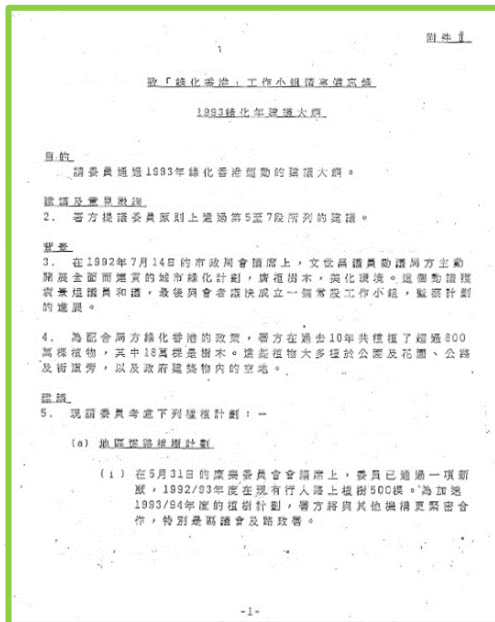 附件1
致「綠化香港」工作小組議事備忘錄
1993綠化年建議大綱
目的
請委員通過1993年綠化香港運動的建議大綱。
建議及意見徵詢
2. 署方提議委員原則上通過第5至7段所列的建議。
背景
3. 在1992年7月14日的市政局會議席上,文世昌議員動議局方主動
開展全面而連貫的城市綠化計劃,廣植樹木,美化環境。這個動議獲
議員和議,最後與會者議決成立一個常設工作小組,監察計劃
的進展。
4. 為配合局方綠化香港的政策,署方在過去10年共種植了超過800
萬棵植物,其中18萬棵是樹木。這些植物大多種於公園及花園、公路
及街道旁,以及政府建築物內的空地。
建議
5. 現請委員考慮下列種植計劃:—
(a) 地區道路植樹計劃
(i) 在5月31日的康樂委員會會議席上,委員已通過一項新
猷,1992/93年度在現有行人路上植樹500棵。為加速
1993/94年度的植樹計劃,署方將與其他機構更緊密合
作,特別是區議會及路政署。
-1-